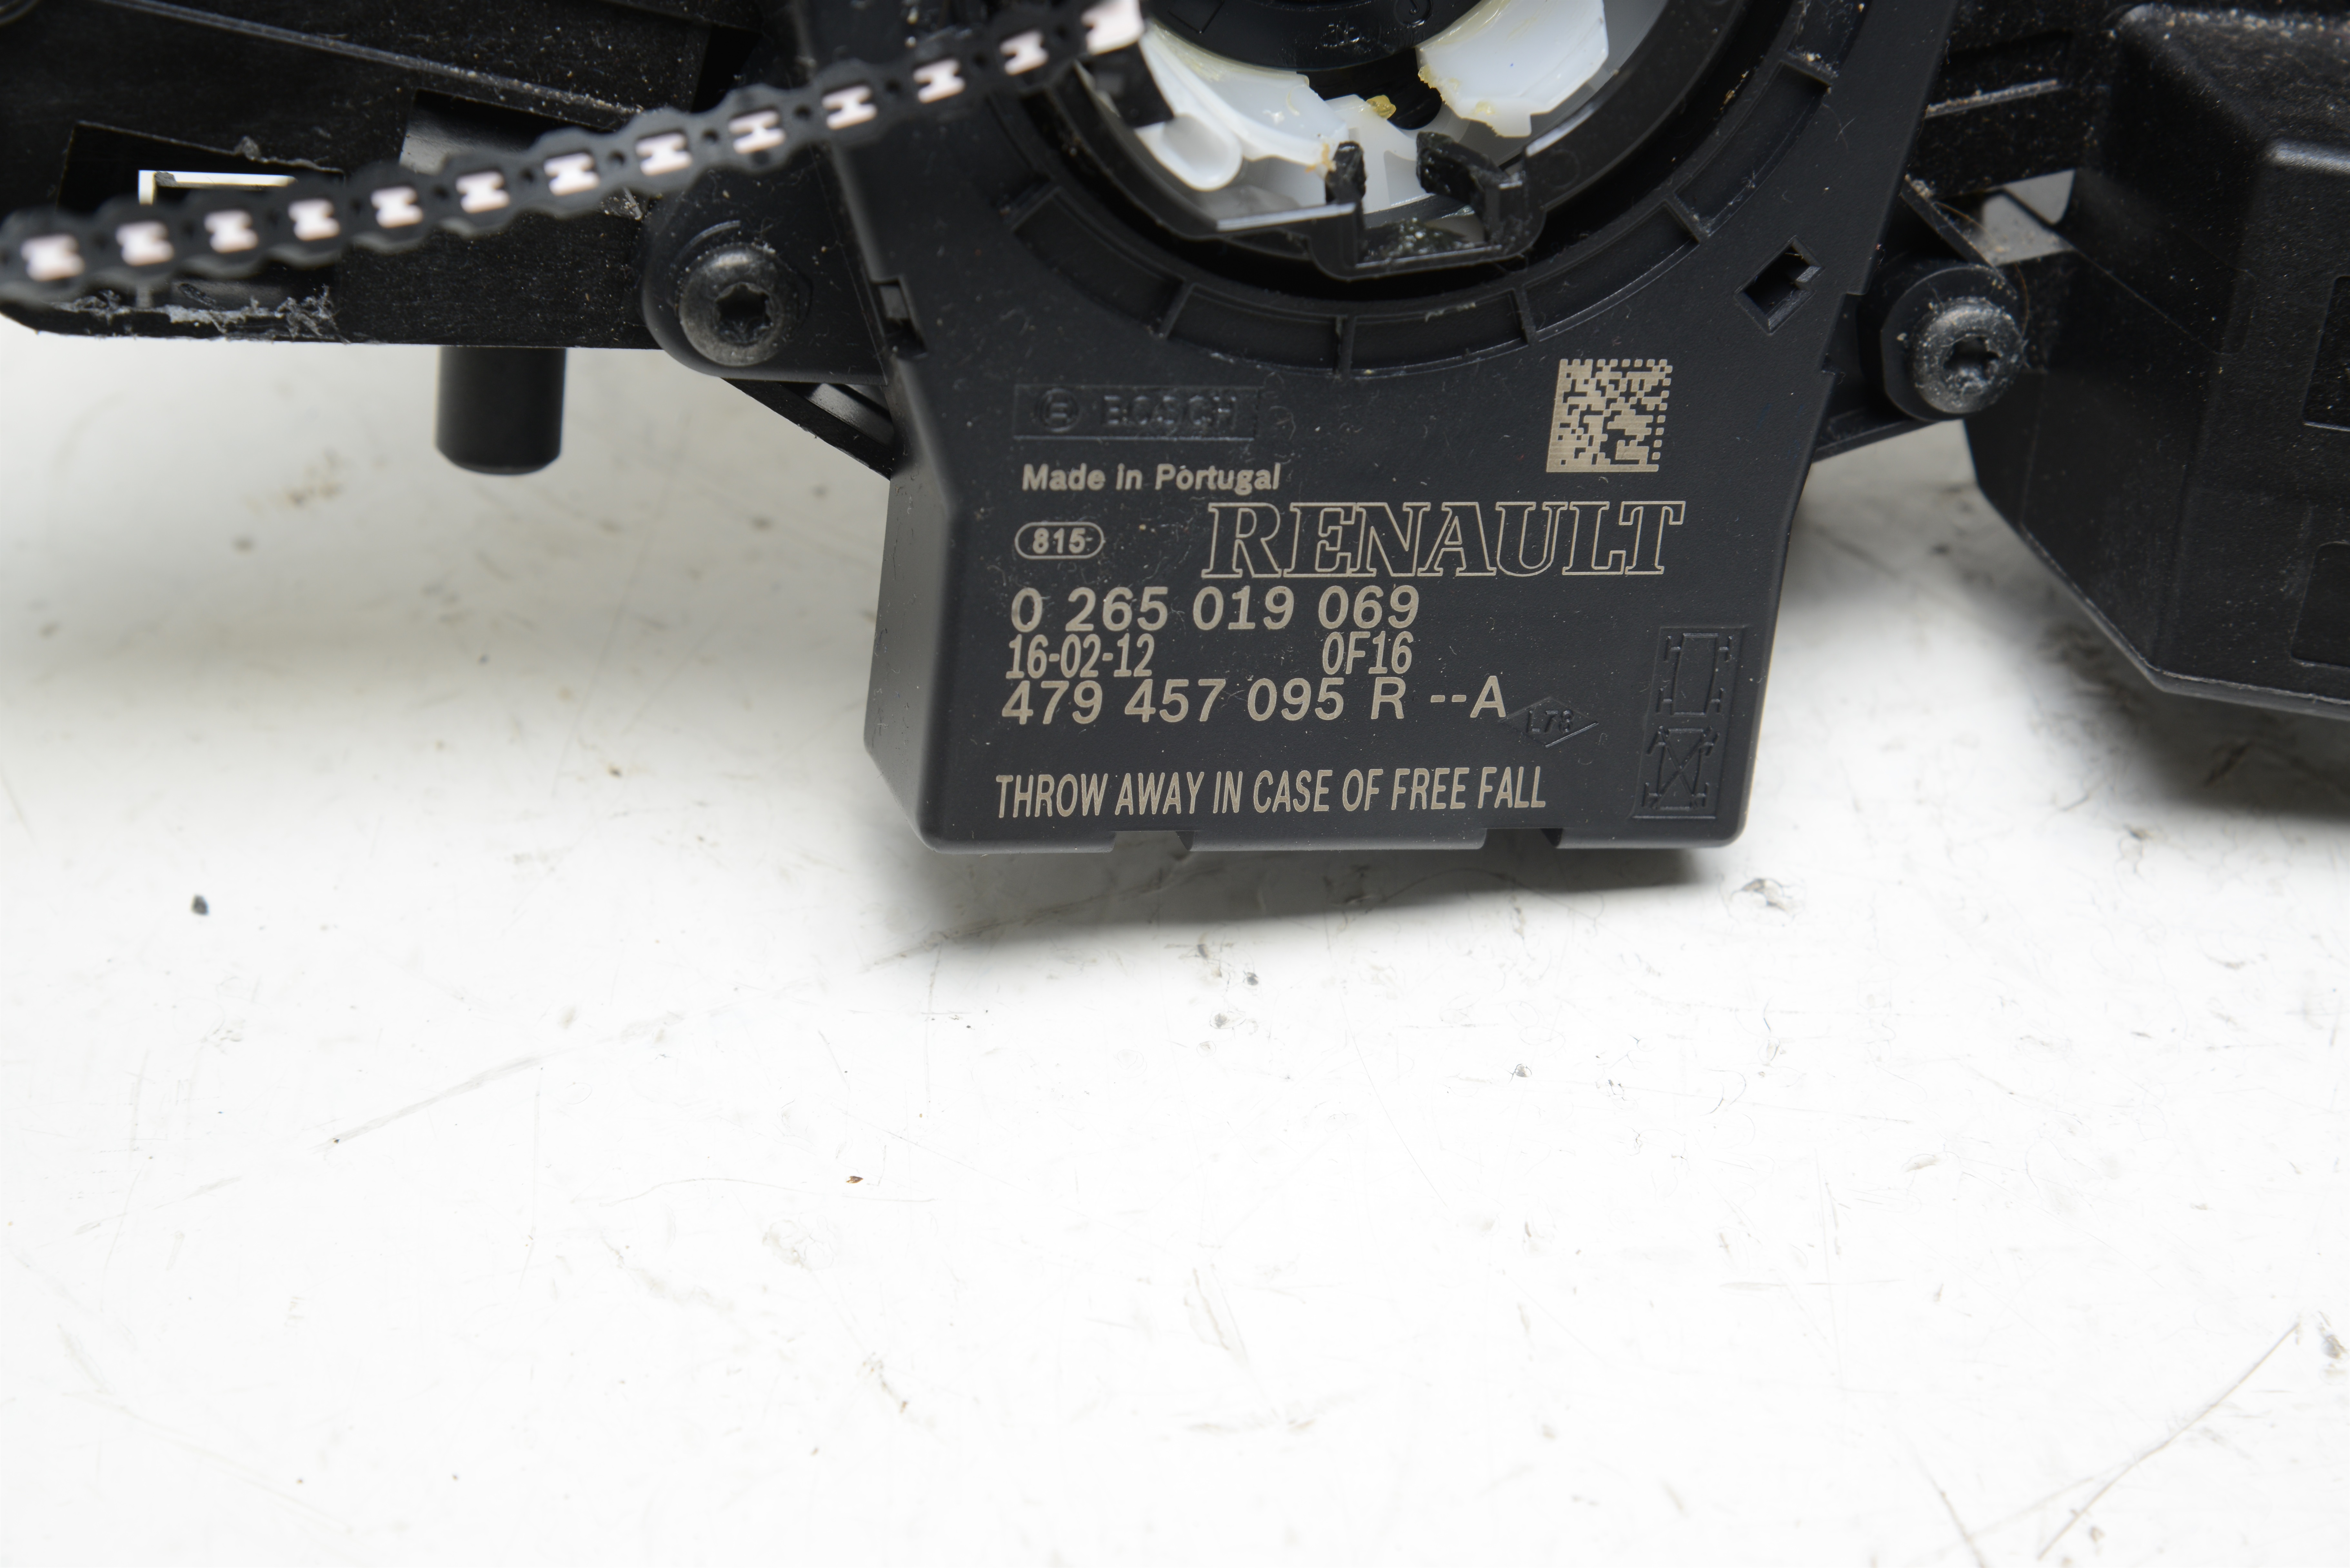 BOSCH
Made in Portugal
815
RENAULT
0 265 019 069
16-02-12 0F16
479 457 095 R --A
L78
THROW AWAY IN CASE OF FREE FALL